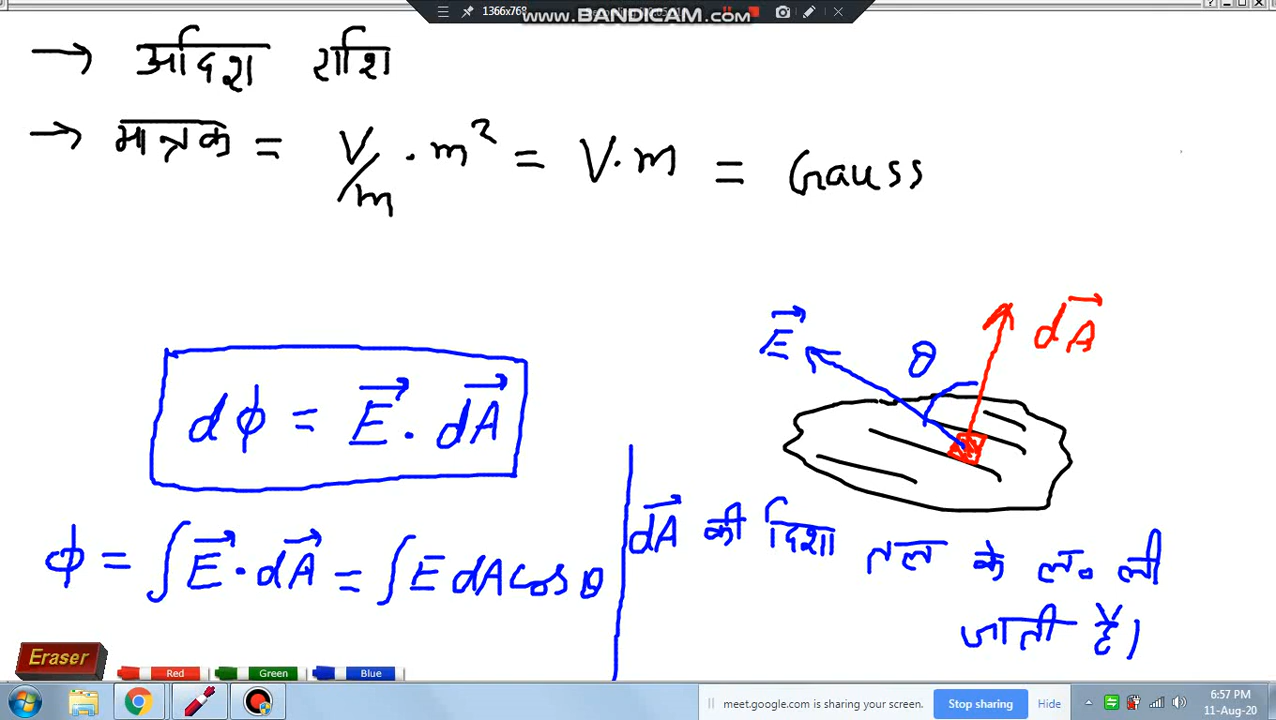 1366x768
www.BANDICAM.com
→ अदिश राशि
→ मात्रक = V/m · m² = V·m = Gauss
E⃗ θ dA⃗
dϕ = E⃗ · dA⃗
dA⃗ की दिशा तल के ल॰ ली
जाती है।
ϕ = ∫ E⃗ · dA⃗ = ∫ E dA cos θ
Eraser
Red Green Blue
meet.google.com is sharing your screen. Stop sharing Hide
6:57 PM
11-Aug-20